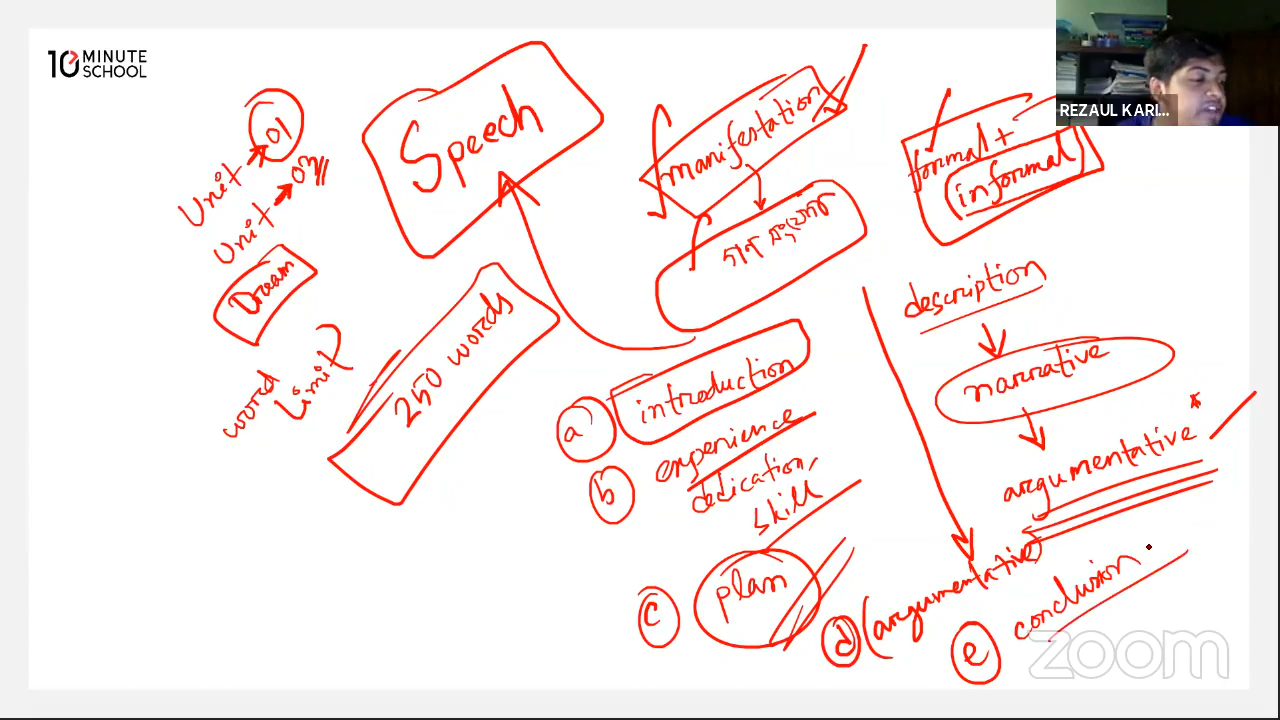 10 MINUTE
SCHOOL
REZAUL KARI...
Unit → 01
Unit → 03
Dream
word
Limit
Speech
250 words
manifestation
formal +
informal
a
introduction
b
experience
dedication,
skill
c
plan
description
narrative
argumentative
d
(argumentative)
e
conclusion
zoom